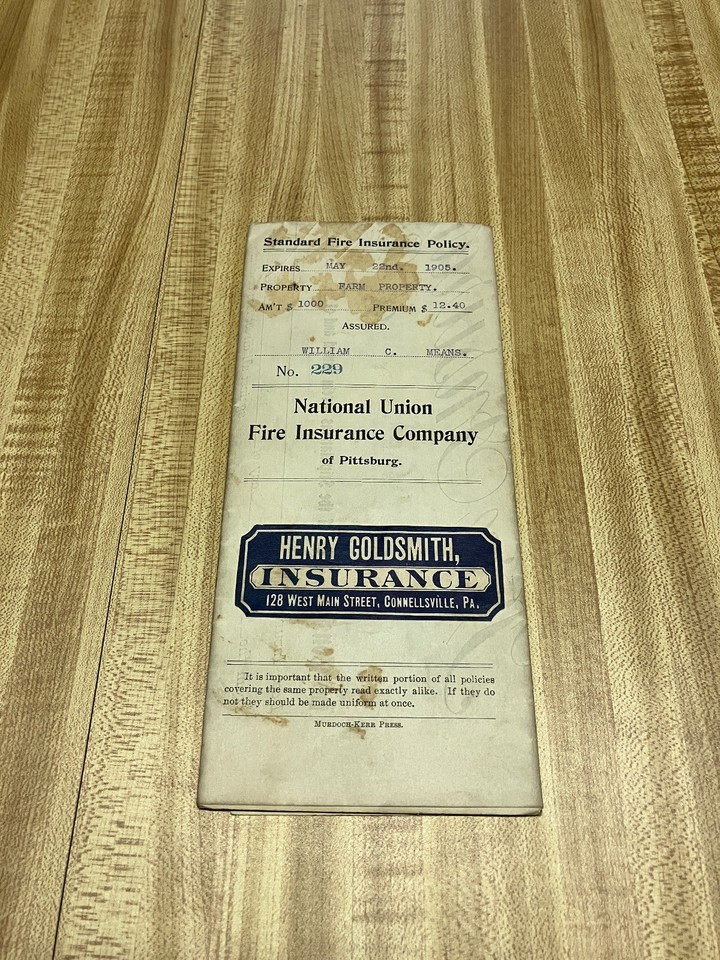 Standard Fire Insurance Policy.
EXPIRES MAY 22nd. 1905.
PROPERTY FARM PROPERTY.
AM'T $ 1000 PREMIUM $ 12.40
ASSURED.
WILLIAM C. MEANS.
No. 229
National Union
Fire Insurance Company
of Pittsburg.
HENRY GOLDSMITH,
INSURANCE
128 WEST MAIN STREET, CONNELLSVILLE, PA.
It is important that the written portion of all policies
covering the same property read exactly alike. If they do
not they should be made uniform at once.
MURDOCH-KERR PRESS.